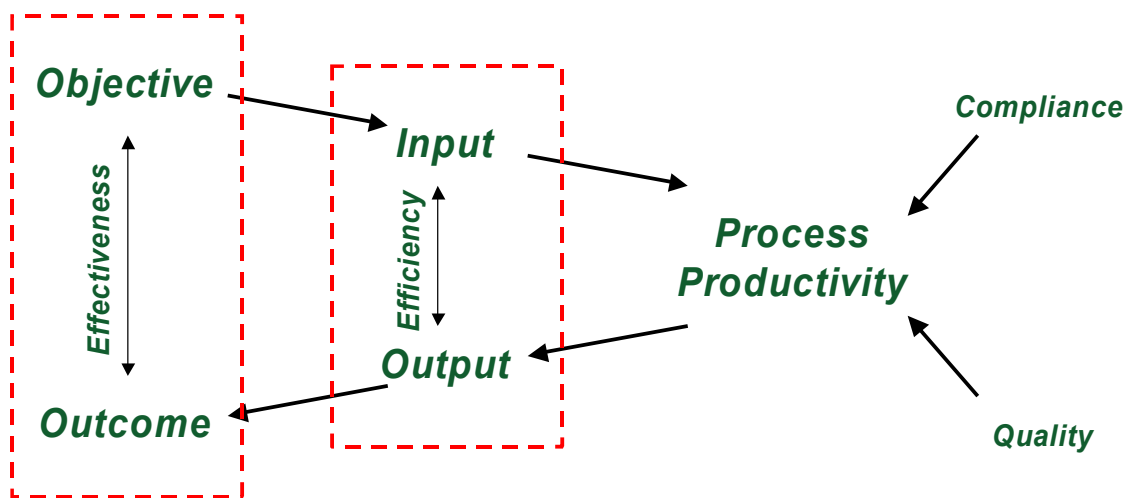 Objective
Effectiveness
Outcome
Input
Efficiency
Output
Process
Productivity
Compliance
Quality